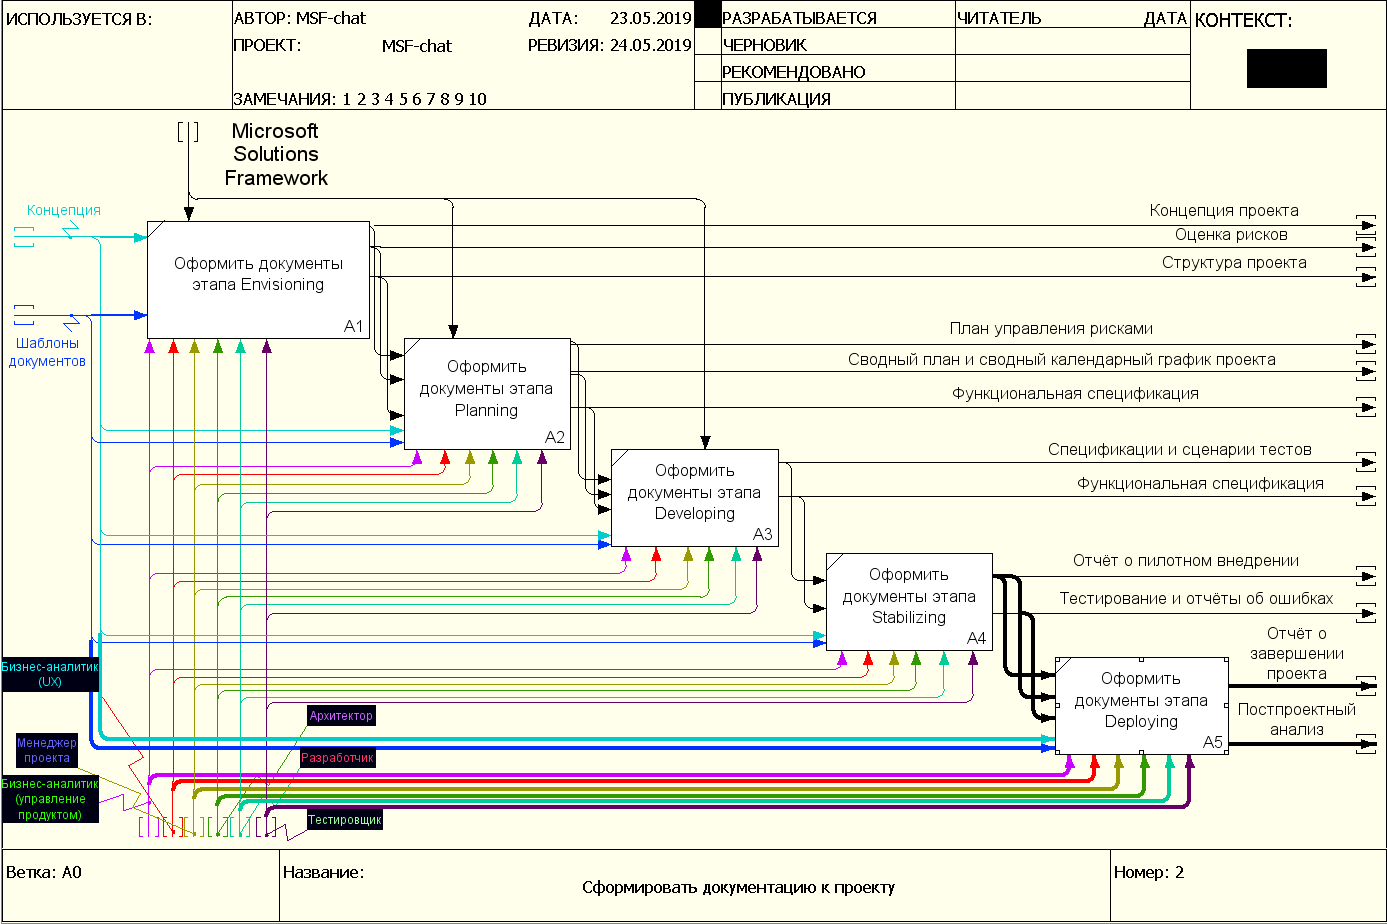 ИСПОЛЬЗУЕТСЯ В:
АВТОР: MSF-chat
ДАТА: 23.05.2019
РАЗРАБАТЫВАЕТСЯ
ЧИТАТЕЛЬ
ДАТА
КОНТЕКСТ:
ПРОЕКТ: MSF-chat
РЕВИЗИЯ: 24.05.2019
ЧЕРНОВИК
РЕКОМЕНДОВАНО
ЗАМЕЧАНИЯ: 1 2 3 4 5 6 7 8 9 10
ПУБЛИКАЦИЯ
Microsoft
Solutions
Framework
Концепция
Шаблоны
документов
Оформить документы
этапа Envisioning
A1
Концепция проекта
Оценка рисков
Структура проекта
Оформить
документы этапа
Planning
A2
План управления рисками
Сводный план и сводный календарный график проекта
Функциональная спецификация
Оформить
документы этапа
Developing
A3
Спецификации и сценарии тестов
Функциональная спецификация
Оформить
документы этапа
Stabilizing
A4
Отчёт о пилотном внедрении
Тестирование и отчёты об ошибках
Оформить
документы этапа
Deploying
A5
Отчёт о
завершении
проекта
Постпроектный
анализ
Бизнес-аналитик
(UX)
Менеджер
проекта
Бизнес-аналитик
(управление
продуктом)
Архитектор
Разработчик
Тестировщик
Ветка: A0
Название:
Сформировать документацию к проекту
Номер: 2